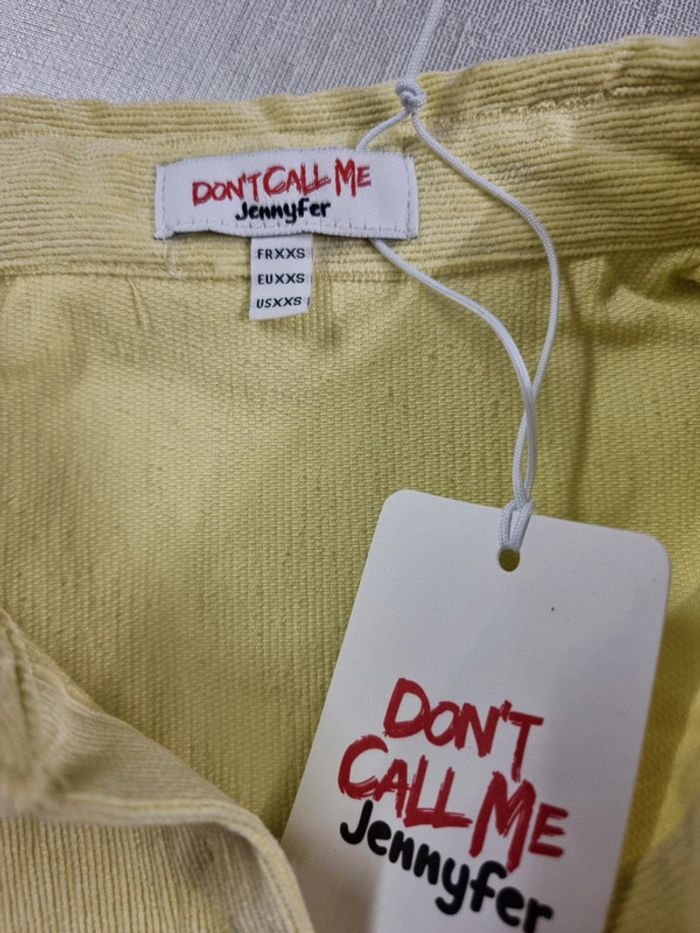 DON'T CALL ME
Jennyfer
FRXXS
EUXXS
USXXS
DON'T
CALL ME
Jennyfer